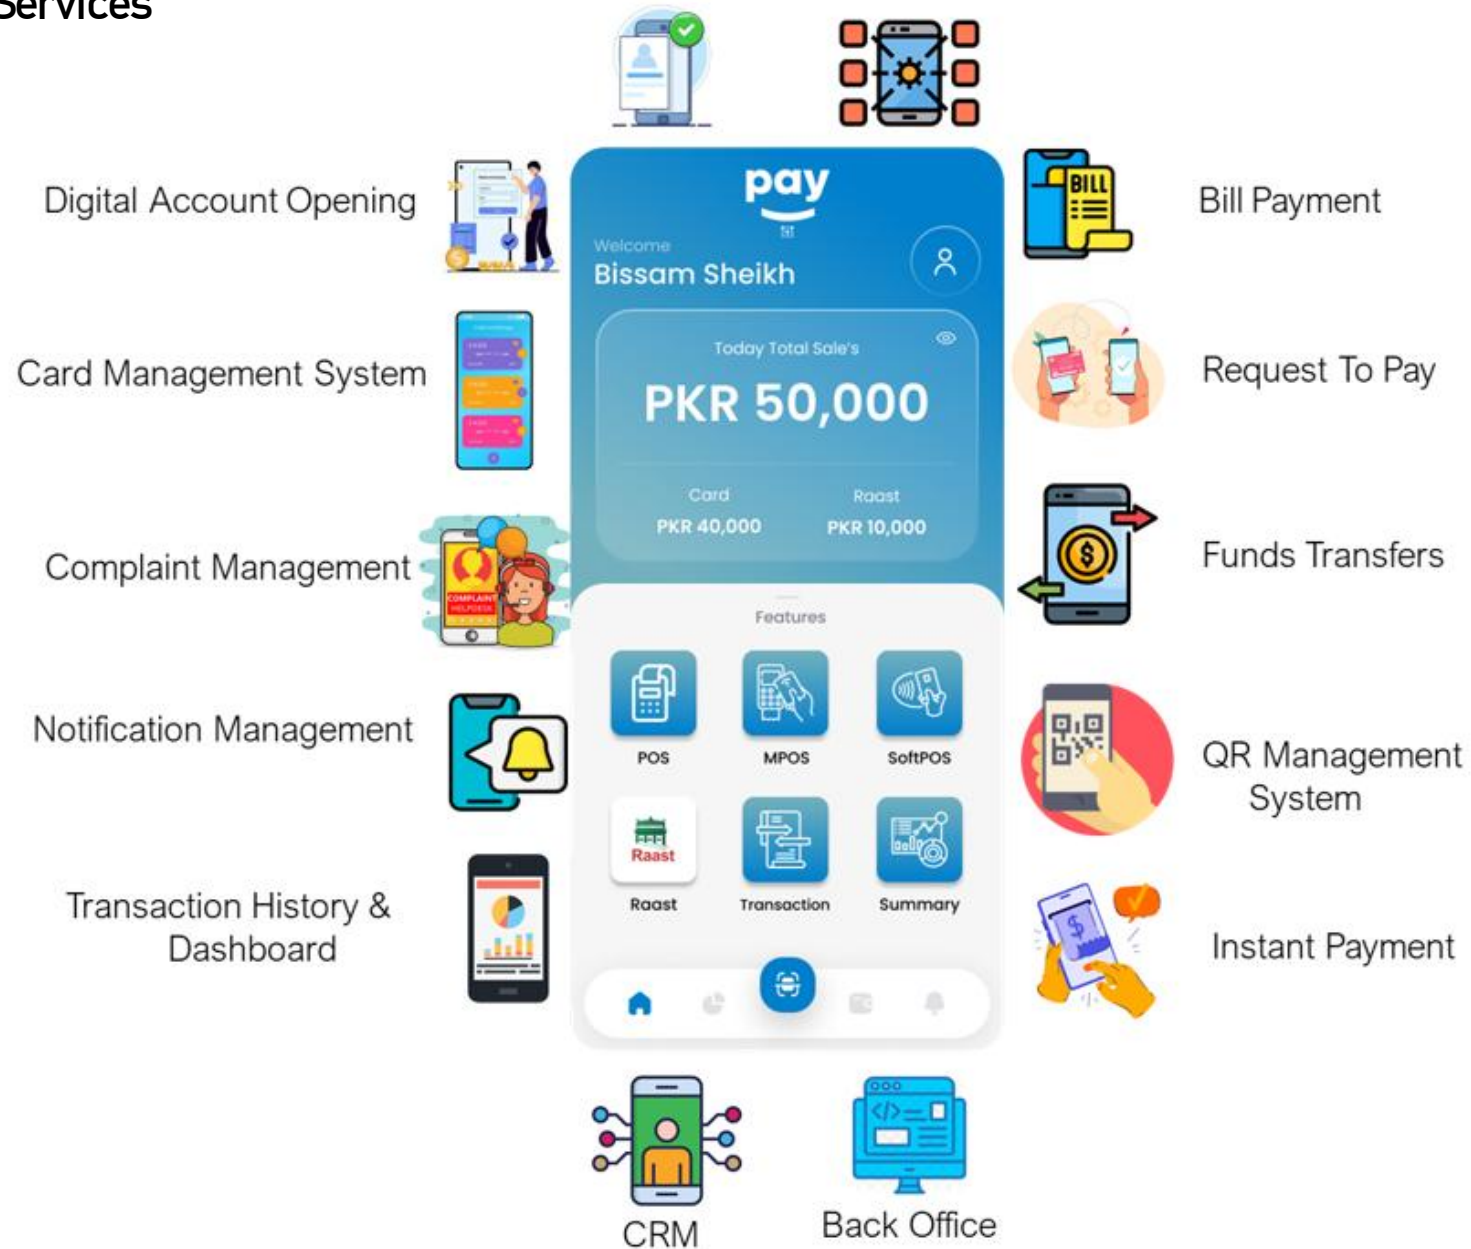 Services
Digital Account Opening
Card Management System
Complaint Management
Notification Management
Transaction History &
Dashboard
pay
Welcome
Bissam Sheikh
Today Total Sale's
PKR 50,000
Card
Raast
PKR 40,000
PKR 10,000
Features
POS
MPOS
SoftPOS
Raast
Raast
Transaction
Summary
BILL
COMPLAINT
HELPDESK
Bill Payment
Request To Pay
Funds Transfers
QR Management
System
Instant Payment
CRM
Back Office